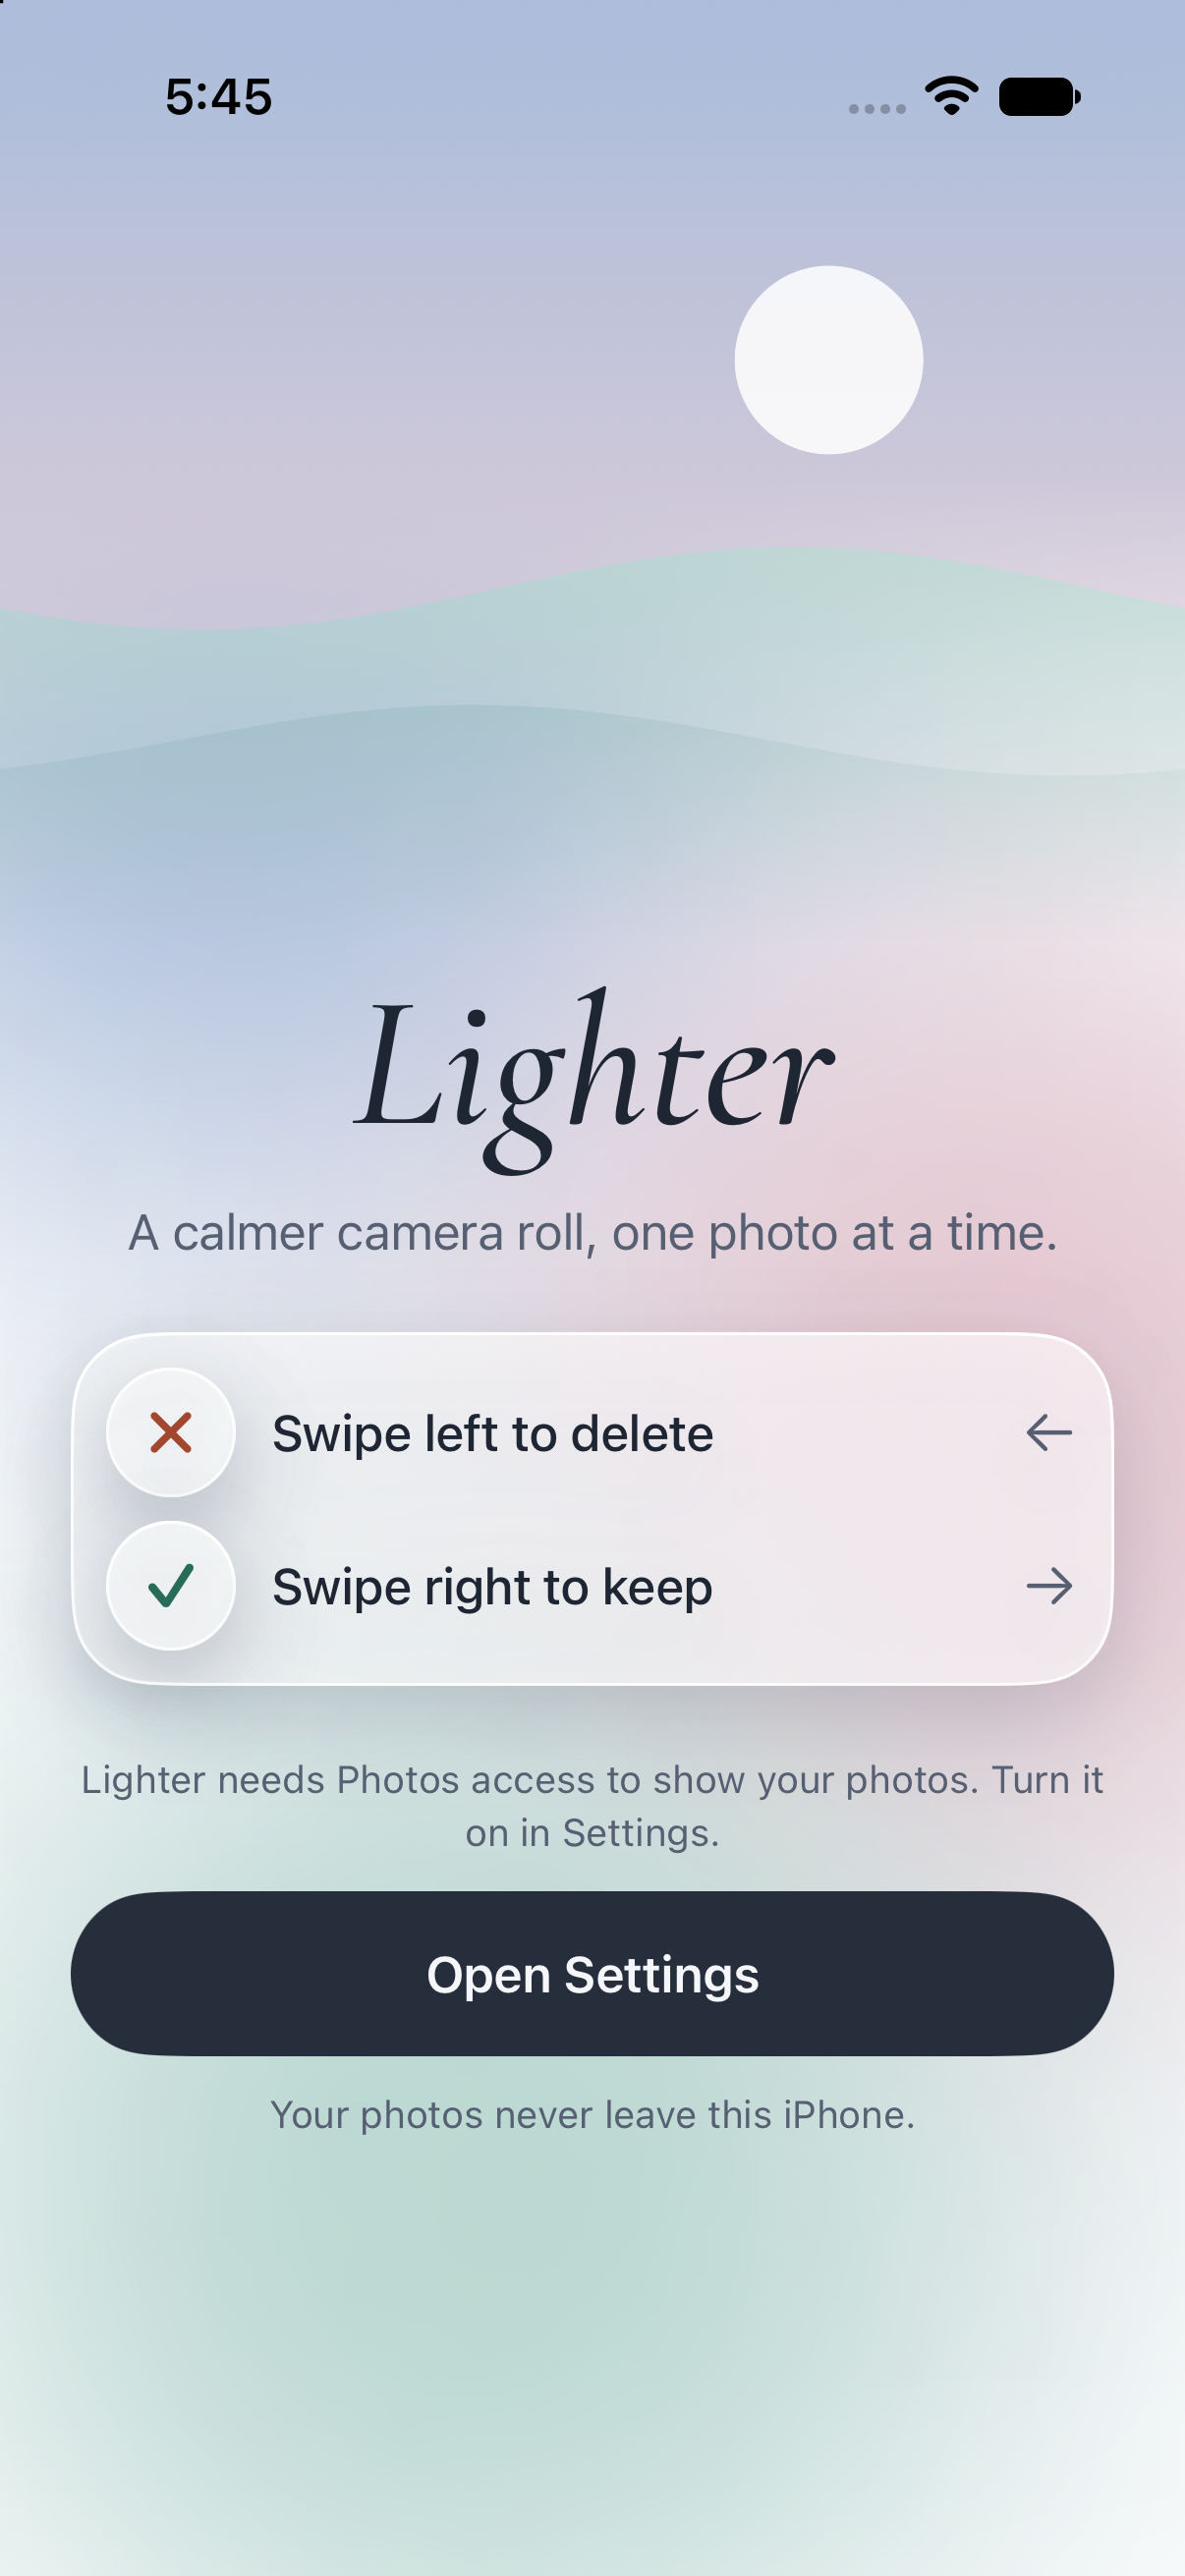 5:45
Lighter
A calmer camera roll, one photo at a time.
Swipe left to delete
Swipe right to keep
Lighter needs Photos access to show your photos. Turn it
on in Settings.
Open Settings
Your photos never leave this iPhone.